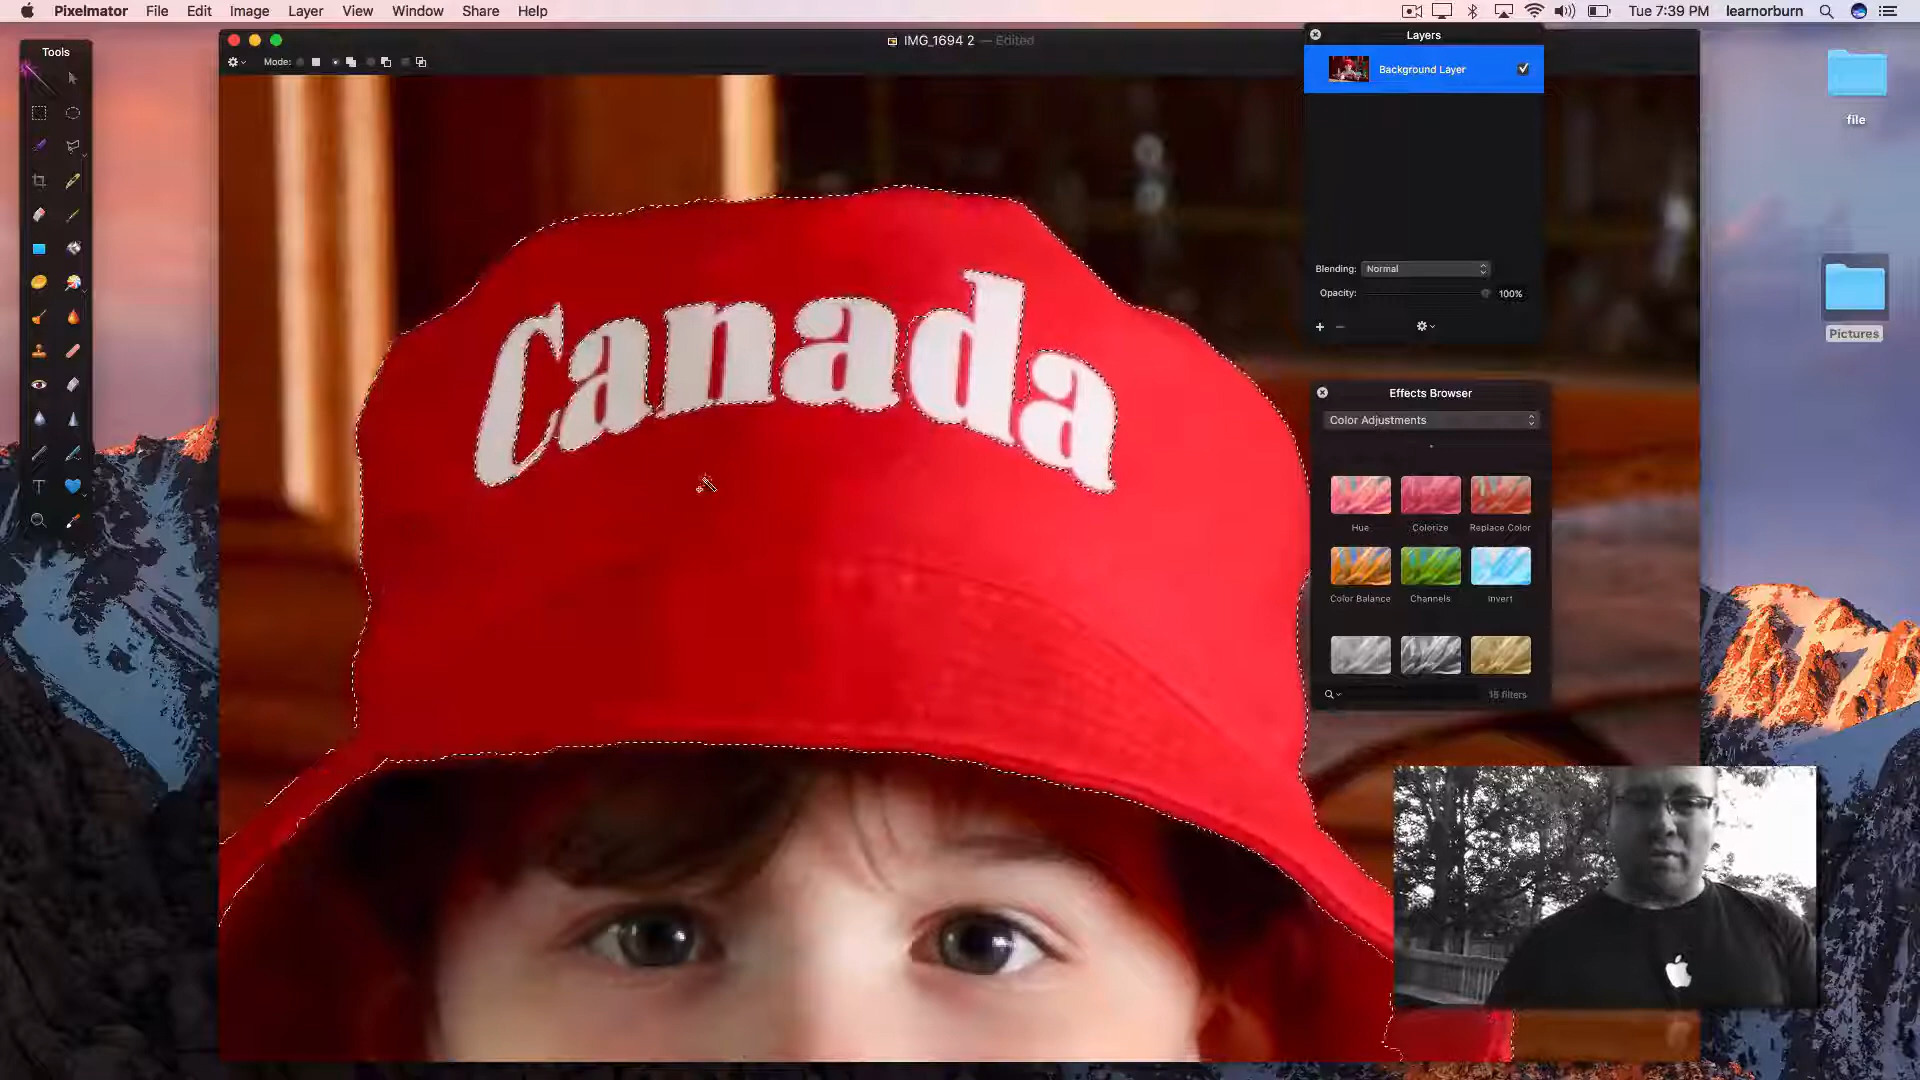 Pixelmator File Edit Image Layer View Window Share Help
Tue 7:39 PM learnorburn
Tools
IMG_1694 2 — Edited
Mode:
Layers
Background Layer
Blending: Normal
Opacity: 100%
Effects Browser
Color Adjustments
Hue Colorize Replace Color
Color Balance Channels Invert
15 filters
file
Pictures
Canada
T